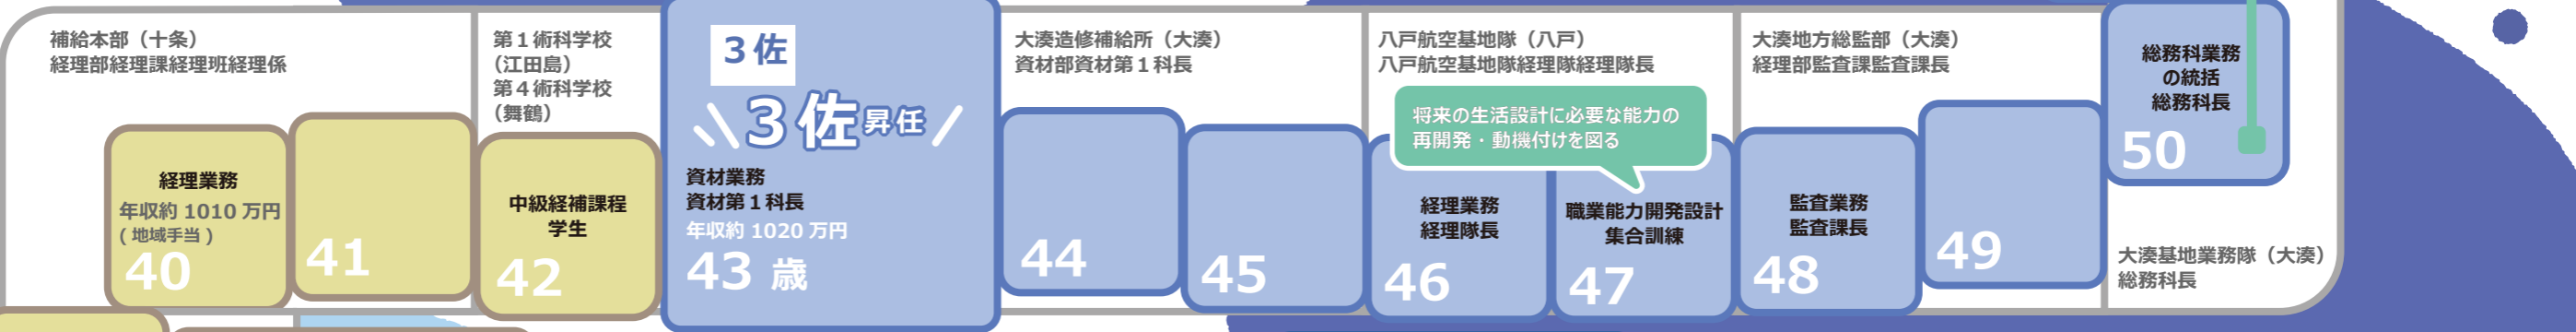 補給本部（十条）
経理部経理課経理班経理係
経理業務
年収約 1010 万円
( 地域手当 )
40
41
第１術科学校
（江田島）
第４術科学校
（舞鶴）
中級経補課程
学生
42
３佐
３佐昇任
資材業務
資材第１科長
年収約 1020 万円
43 歳
大湊造修補給所（大湊）
資材部資材第１科長
44
45
八戸航空基地隊（八戸）
八戸航空基地隊経理隊経理隊長
将来の生活設計に必要な能力の
再開発・動機付けを図る
経理業務
経理隊長
46
職業能力開発設計
集合訓練
47
大湊地方総監部（大湊）
経理部監査課監査課長
監査業務
監査課長
48
49
総務科業務
の統括
総務科長
50
大湊基地業務隊（大湊）
総務科長